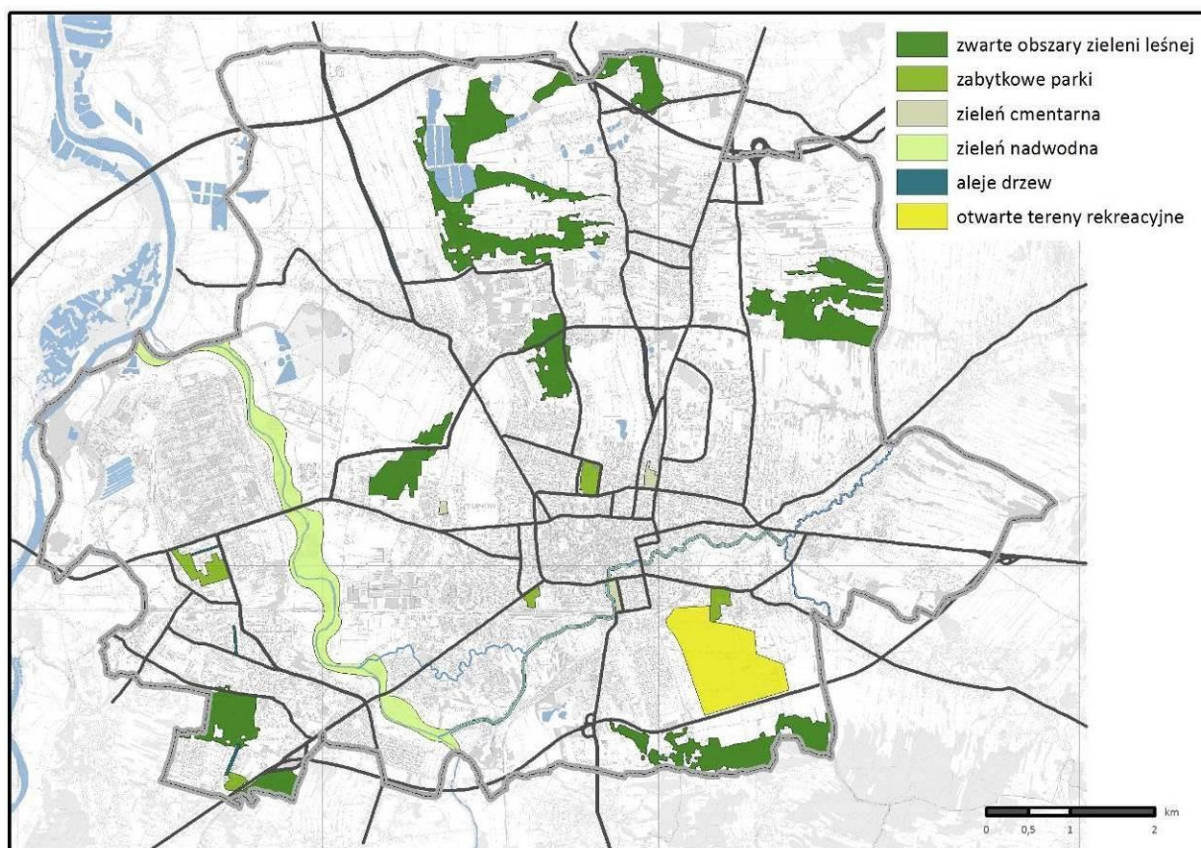 zwarte obszary zieleni leśnej
zabytkowe parki
zieleń cmentarna
zieleń nadwodna
aleje drzew
otwarte tereny rekreacyjne
km
0 0,5 1 2